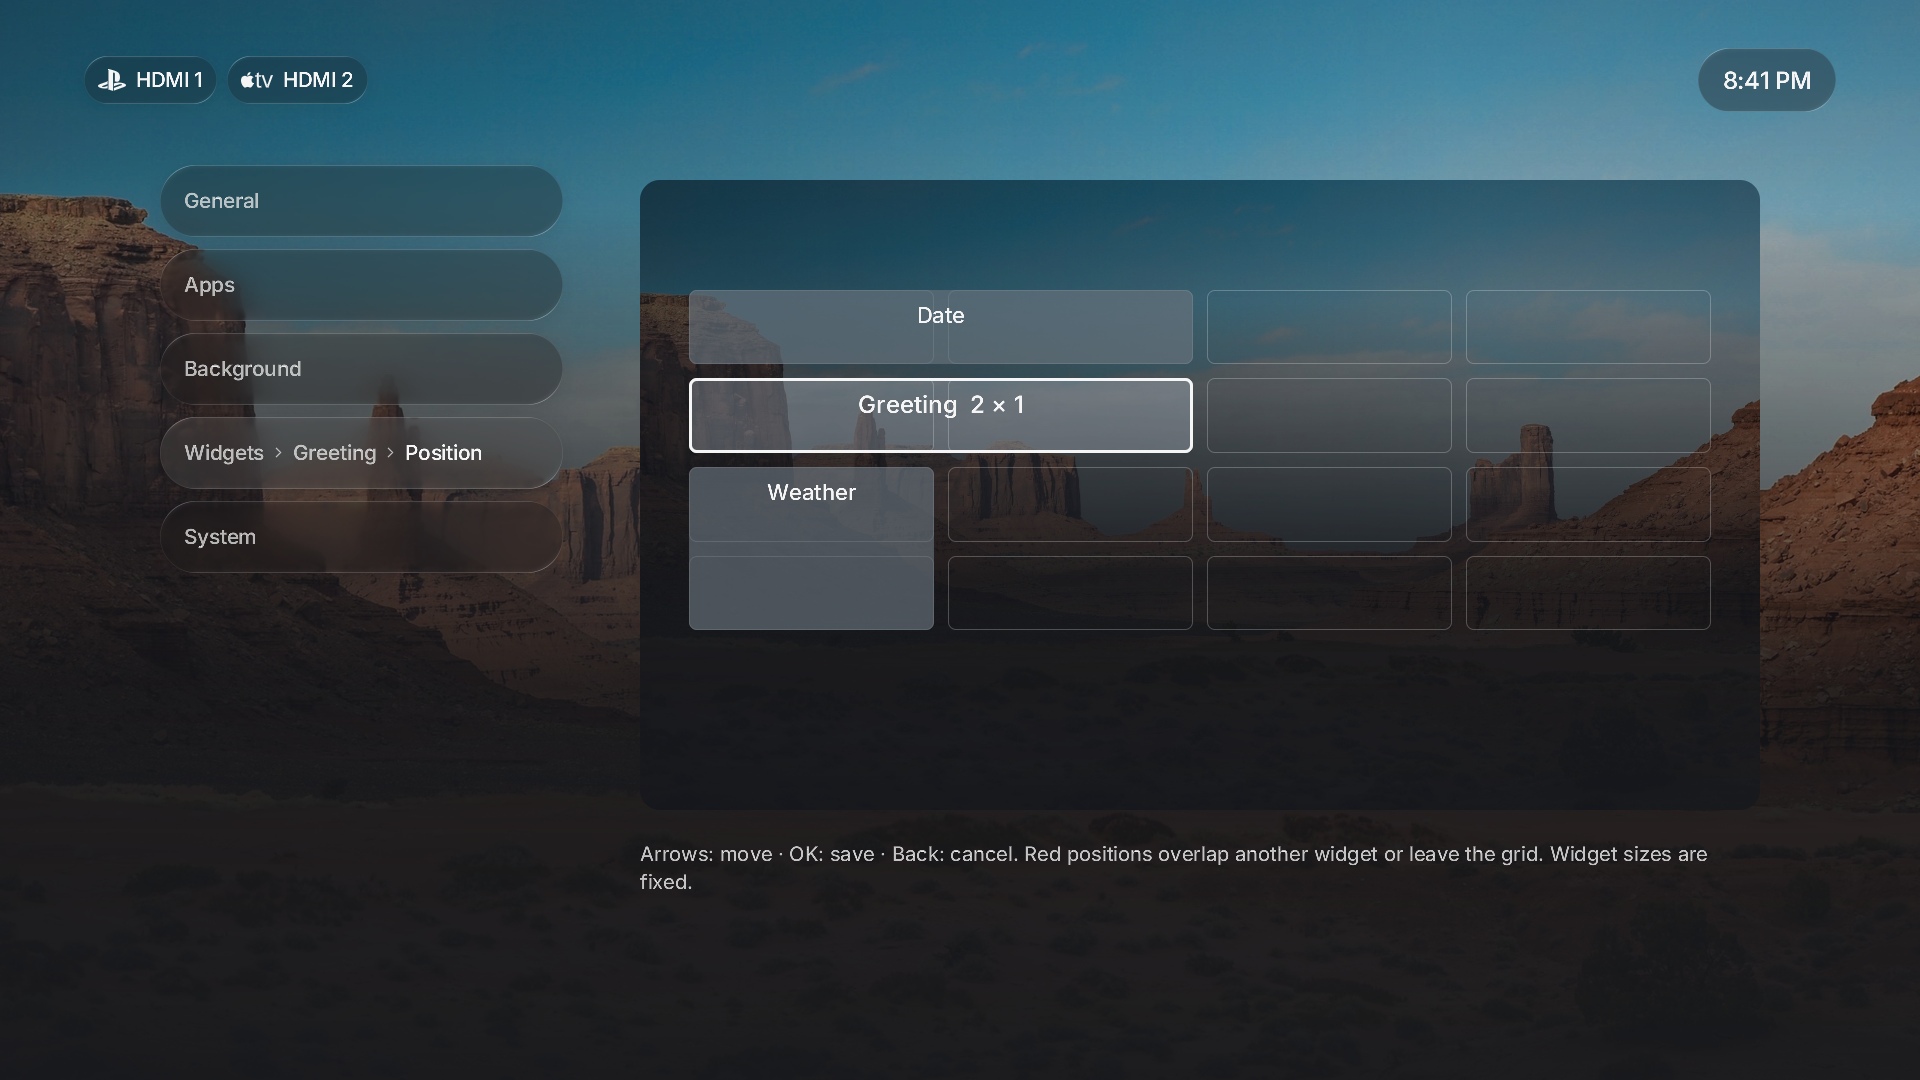 HDMI 1
tv HDMI 2
8:41 PM
General
Apps
Background
Widgets > Greeting > Position
System
Date
Greeting 2 × 1
Weather
Arrows: move · OK: save · Back: cancel. Red positions overlap another widget or leave the grid. Widget sizes are
fixed.